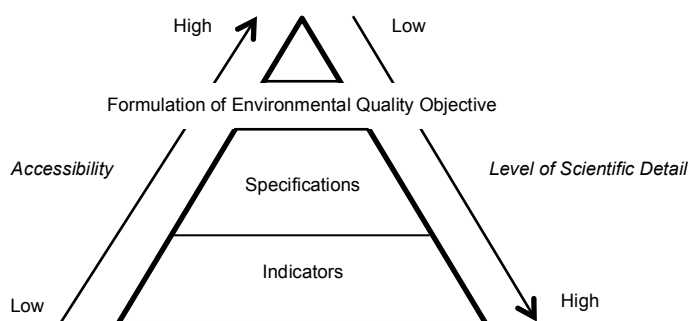 High
Low
Formulation of Environmental Quality Objective
Accessibility
Level of Scientific Detail
Specifications
Indicators
Low
High